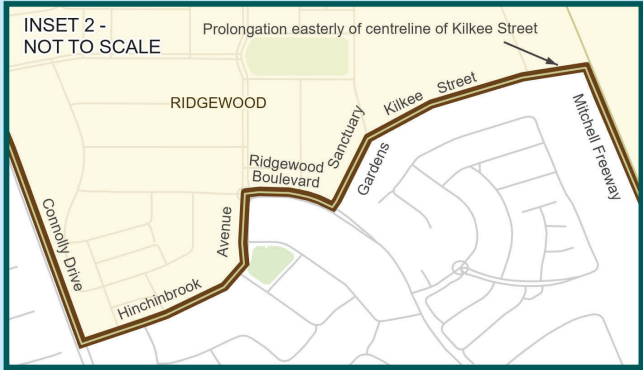 INSET 2 -
NOT TO SCALE
Prolongation easterly of centreline of Kilkee Street
RIDGEWOOD
Kilkee Street
Sanctuary
Gardens
Mitchell Freeway
Ridgewood
Boulevard
Connolly Drive
Avenue
Hinchinbrook